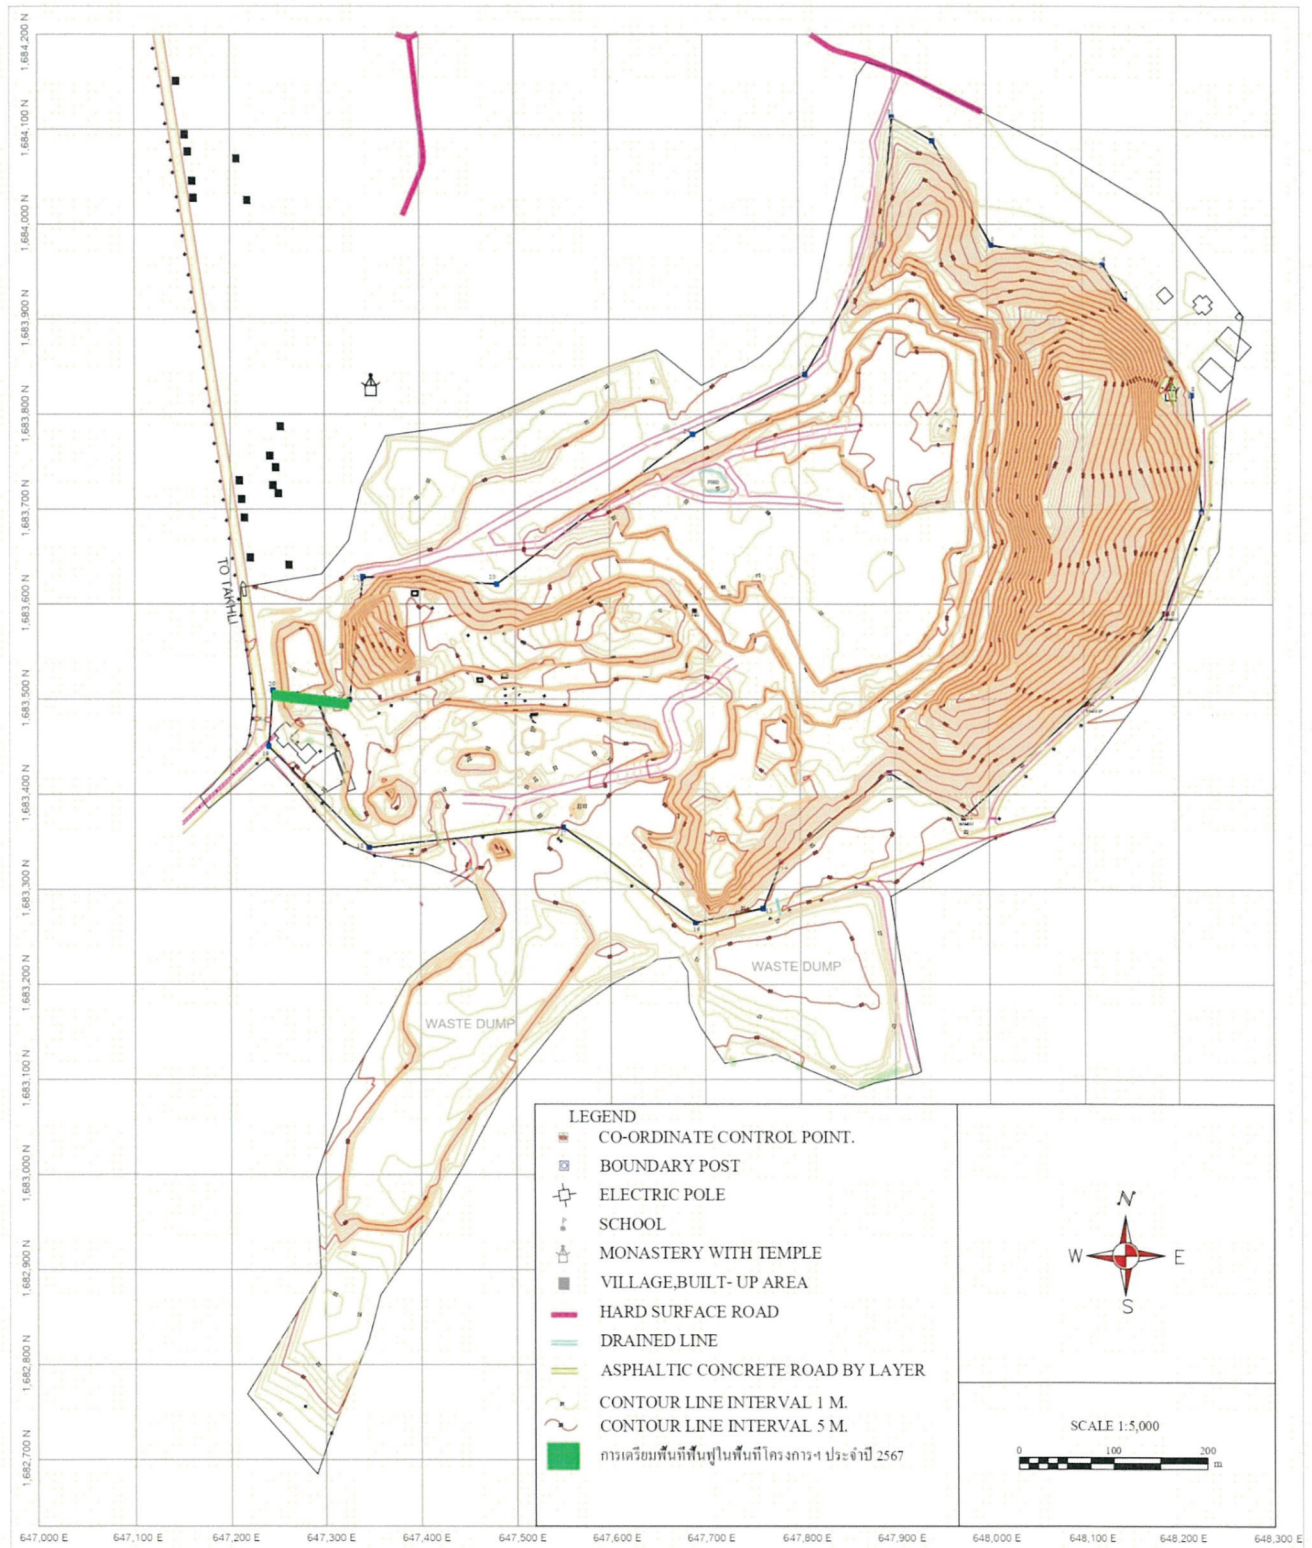 1,684,200 N
1,684,100 N
1,684,000 N
1,683,900 N
1,683,800 N
1,683,700 N
1,683,600 N
1,683,500 N
1,683,400 N
1,683,300 N
1,683,200 N
1,683,100 N
1,683,000 N
1,682,900 N
1,682,800 N
1,682,700 N
TO TAKHLI
WASTE DUMP
WASTE DUMP
LEGEND
CO-ORDINATE CONTROL POINT.
BOUNDARY POST
ELECTRIC POLE
SCHOOL
MONASTERY WITH TEMPLE
VILLAGE,BUILT- UP AREA
HARD SURFACE ROAD
DRAINED LINE
ASPHALTIC CONCRETE ROAD BY LAYER
CONTOUR LINE INTERVAL 1 M.
CONTOUR LINE INTERVAL 5 M.
การเตรียมพื้นที่ฟื้นฟูในพื้นที่โครงการฯ ประจำปี 2567
N
W E
S
SCALE 1:5,000
0 100 200
m
647,000 E 647,100 E 647,200 E 647,300 E 647,400 E 647,500 E 647,600 E 647,700 E 647,800 E 647,900 E 648,000 E 648,100 E 648,200 E 648,300 E